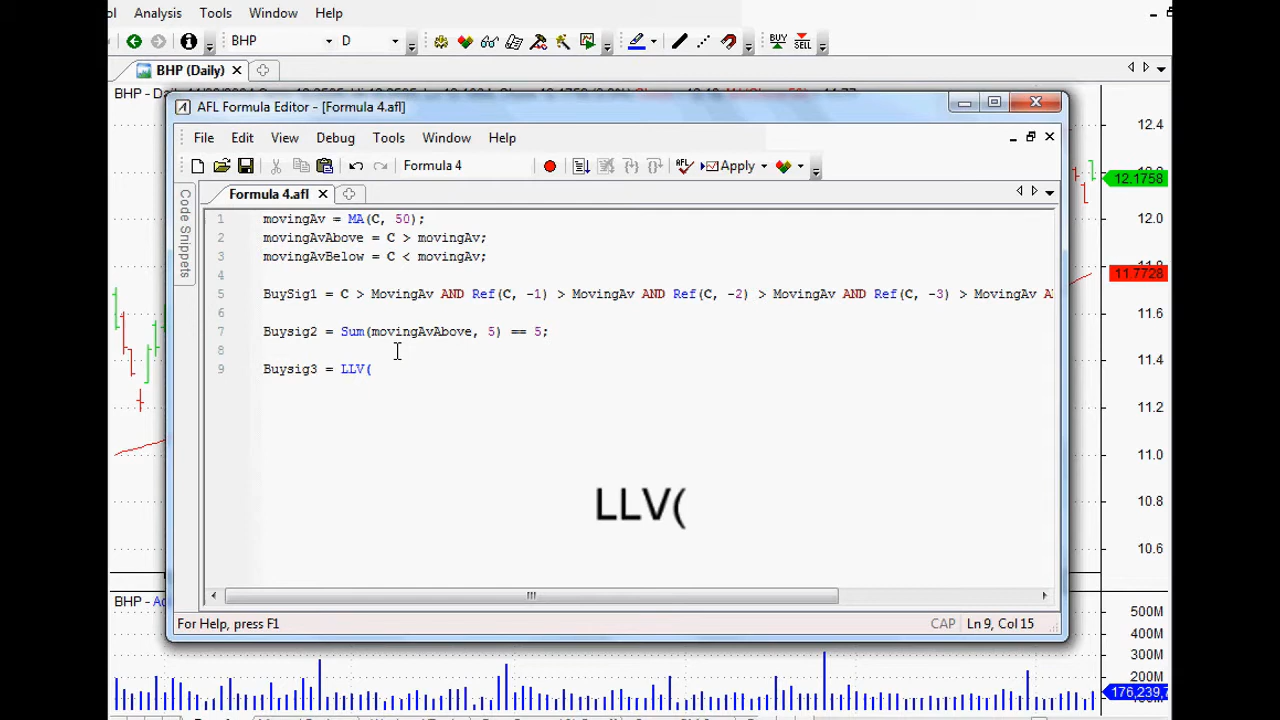 Analysis Tools Window Help
BHP D BUY SELL
BHP (Daily)
AFL Formula Editor - [Formula 4.afl]
12.4
File Edit View Debug Tools Window Help
Formula 4 AFL Apply
12.1758
Formula 4.afl
Code Snippets
12.0
1 movingAv = MA(C, 50);
2 movingAvAbove = C > movingAv;
3 movingAvBelow = C < movingAv;
11.7728
4
5 BuySig1 = C > MovingAv AND Ref(C, -1) > MovingAv AND Ref(C, -2) > MovingAv AND Ref(C, -3) > MovingAv
6
11.6
7 Buysig2 = Sum(movingAvAbove, 5) == 5;
8
11.4
9 Buysig3 = LLV(
11.2
11.0
LLV(
10.8
10.6
BHP -
500M
For Help, press F1 CAP Ln 9, Col 15
400M
300M
200M
176,239,